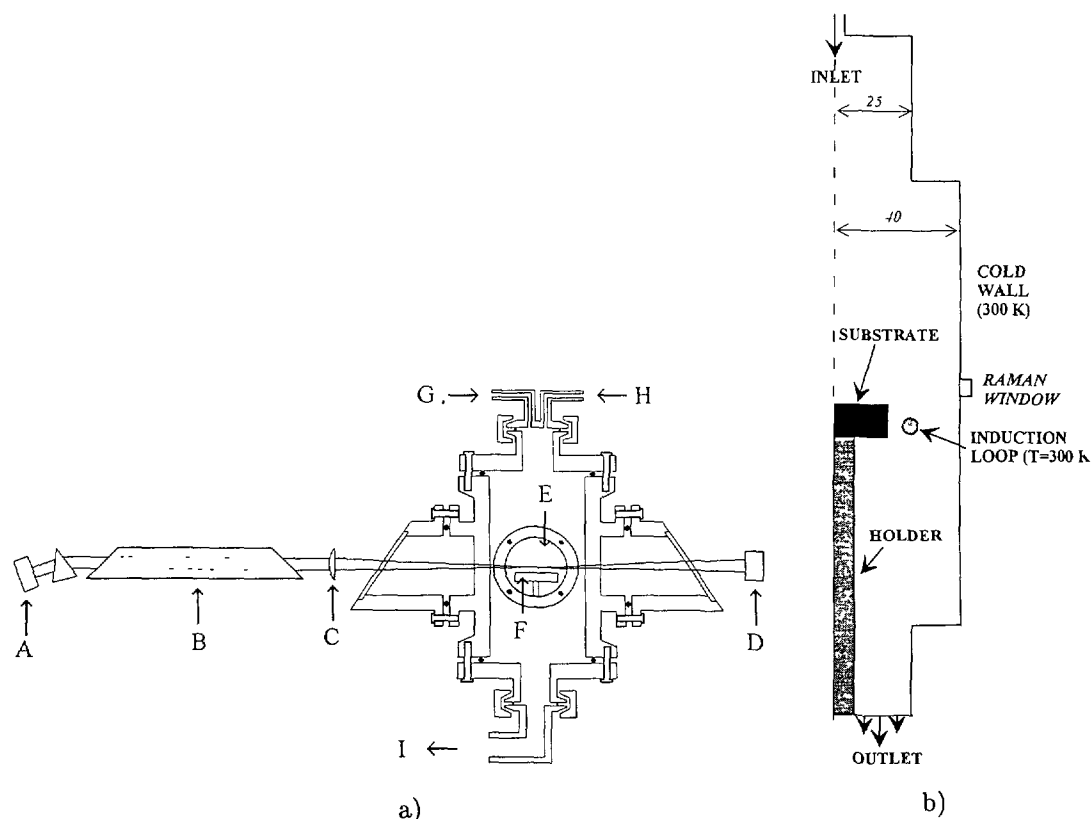 A
B
C
D
E
F
G
H
I
a)
INLET
25
40
COLD
WALL
(300 K)
SUBSTRATE
RAMAN
WINDOW
INDUCTION
LOOP (T=300 K
HOLDER
OUTLET
b)